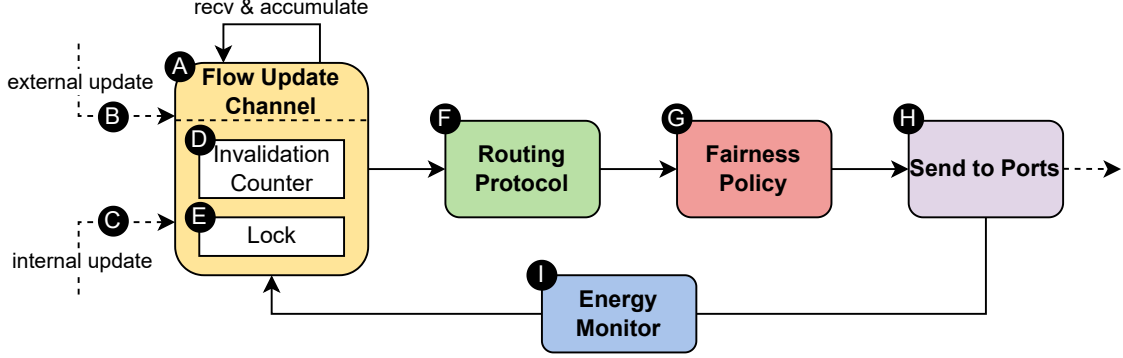 recv & accumulate
A
Flow Update
Channel
external update
B
D
Invalidation
Counter
C
internal update
E
Lock
F
Routing
Protocol
G
Fairness
Policy
H
Send to Ports
I
Energy
Monitor